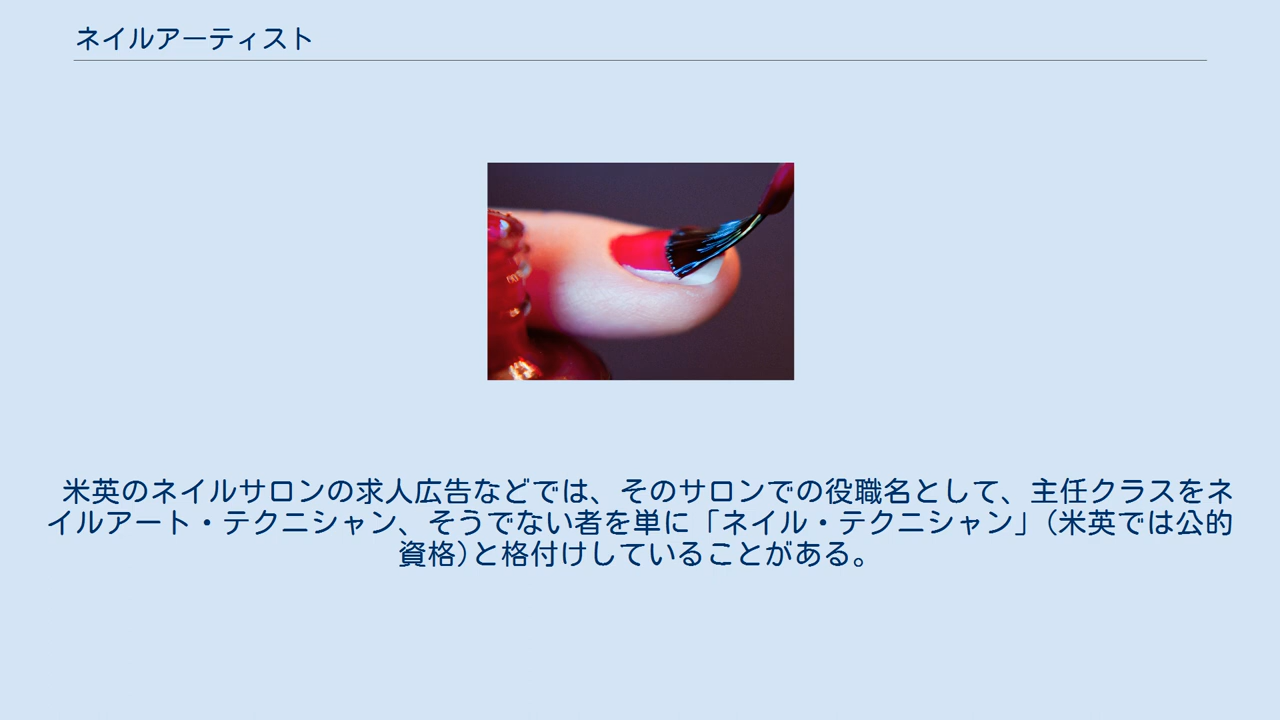 ネイルアーティスト
米英のネイルサロンの求人広告などでは、そのサロンでの役職名として、主任クラスをネ
イルアート・テクニシャン、そうでない者を単に「ネイル・テクニシャン」(米英では公的
資格)と格付けしていることがある。